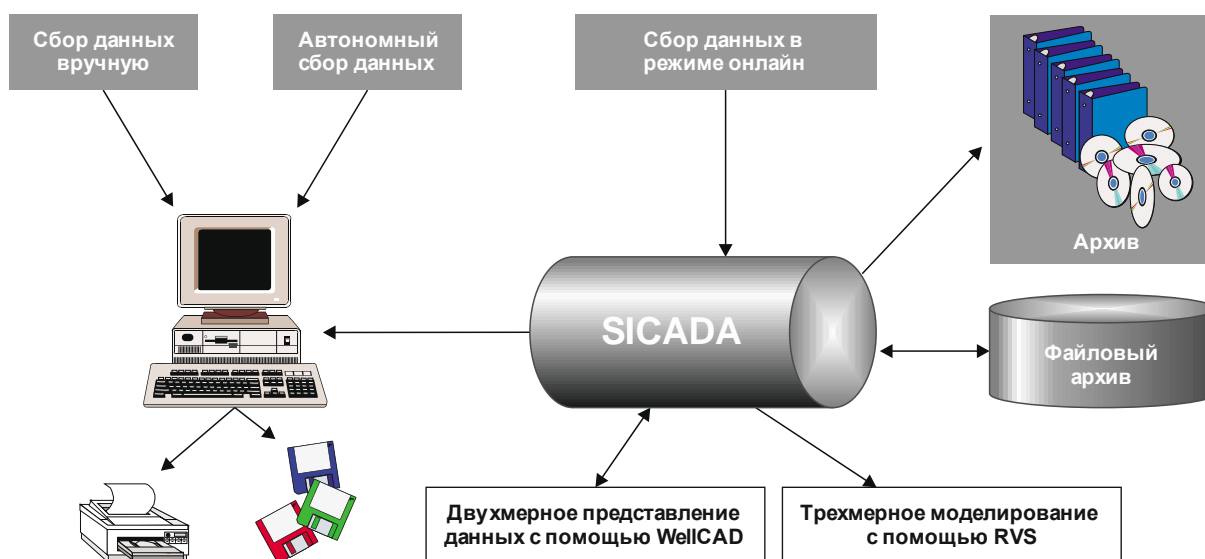 Сбор данных
вручную
Автономный
сбор данных
Сбор данных в
режиме онлайн
Архив
SICADA
Файловый
архив
Двухмерное представление
данных с помощью WellCAD
Трехмерное моделирование
с помощью RVS